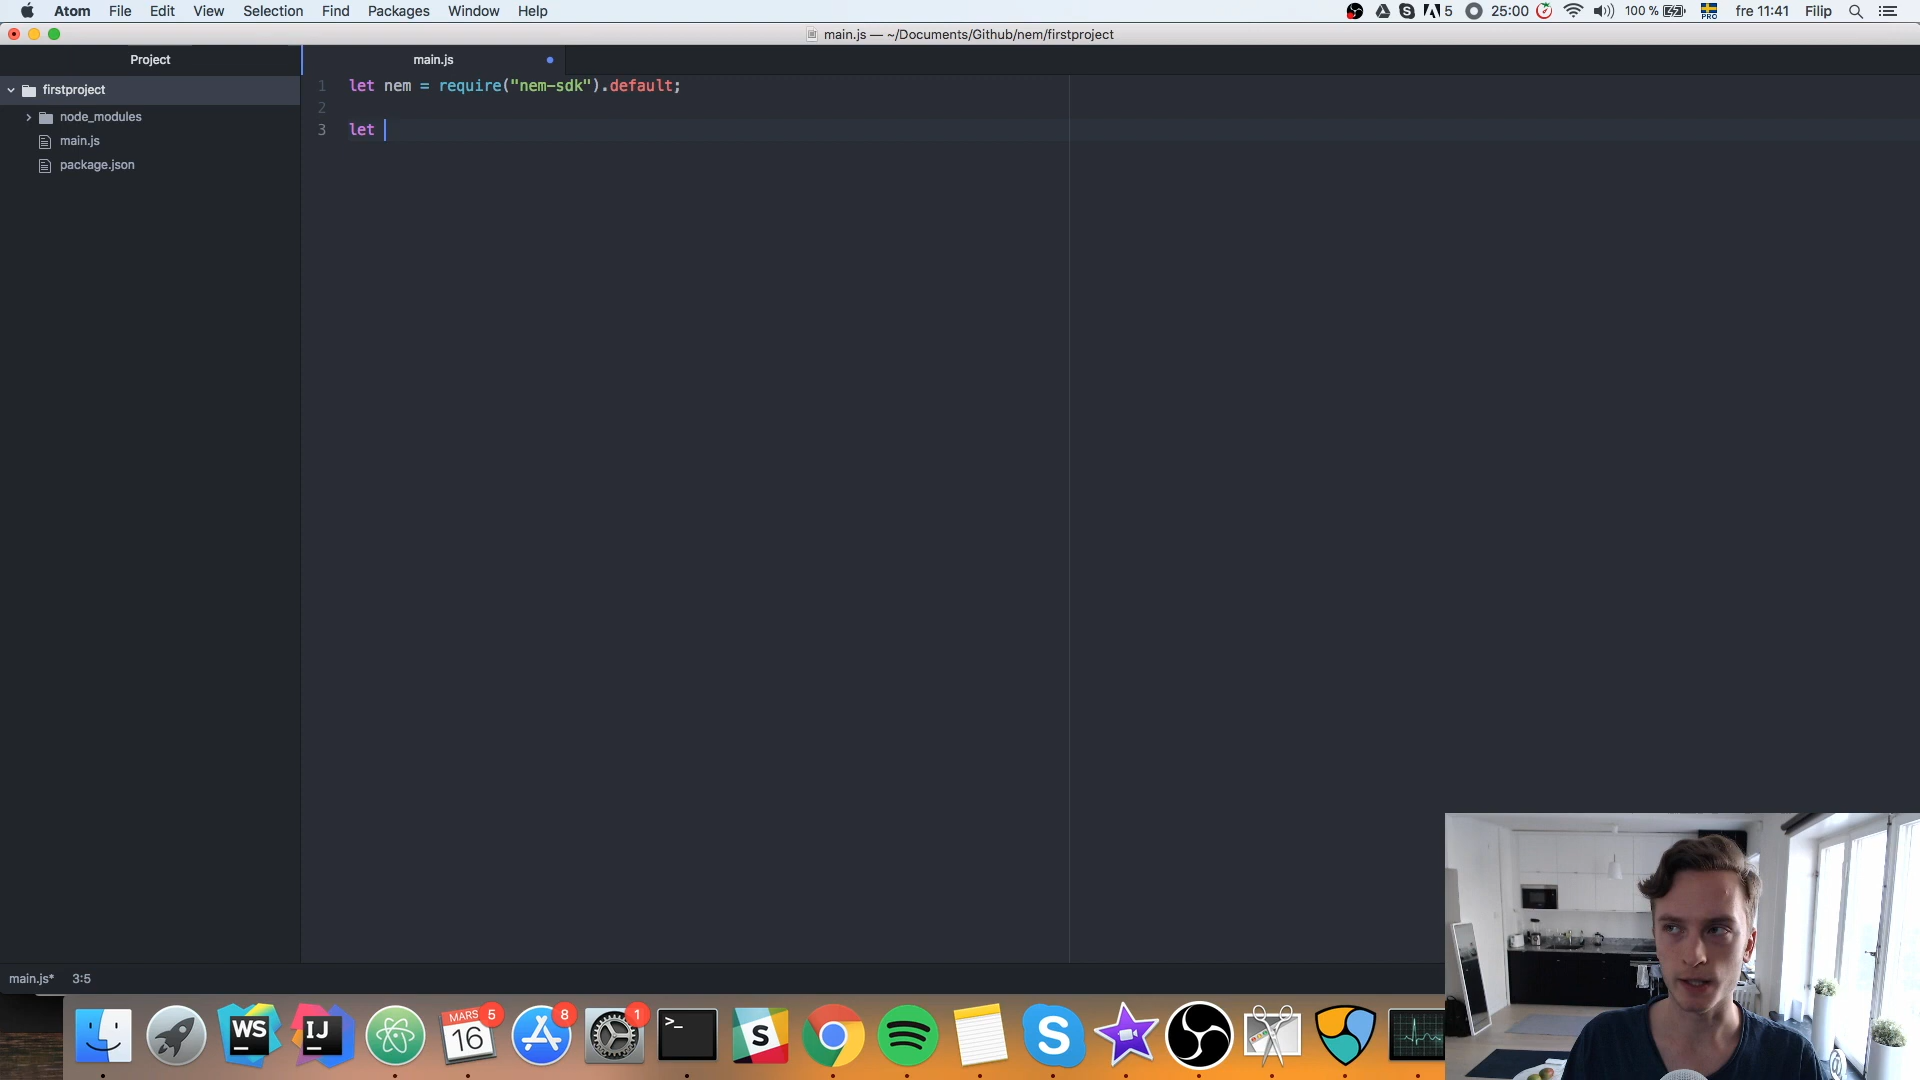 Atom File Edit View Selection Find Packages Window Help 5 25:00 100 % PRO fre 11:41 Filip
main.js — ~/Documents/Github/nem/firstproject
Project main.js
firstproject
node_modules
main.js
package.json
1 let nem = require("nem-sdk").default;
2
3 let
main.js* 3:5
WS IJ MARS 16 5 8 1 >_ S S